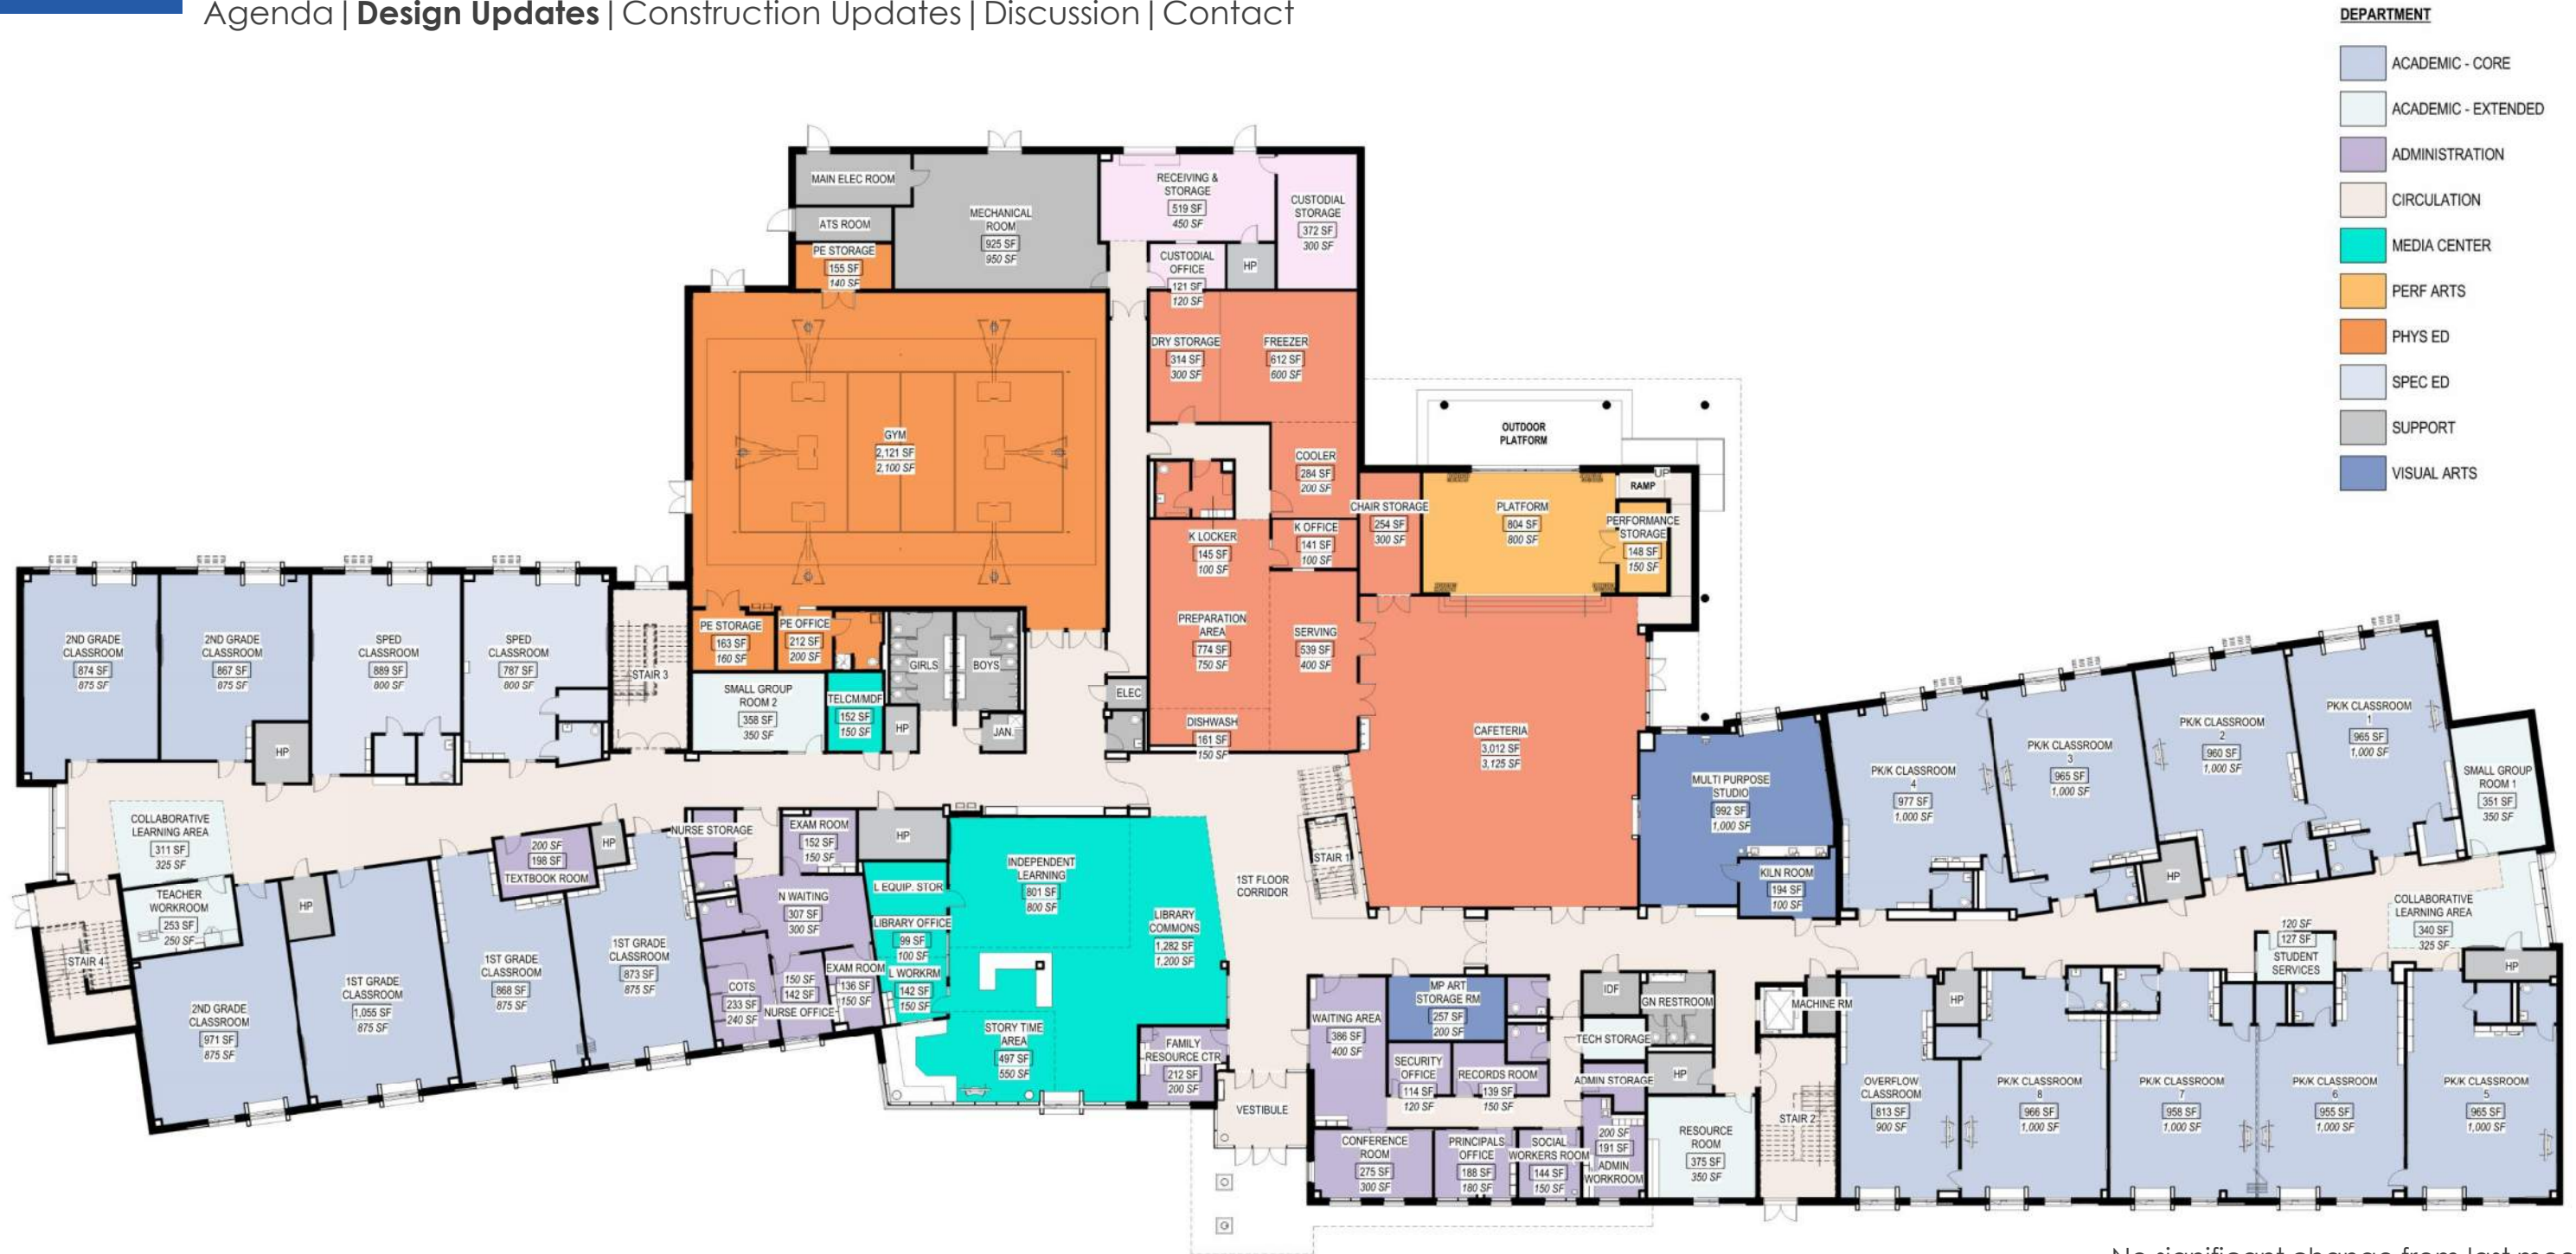 Agenda|Design Updates|Construction Updates|Discussion|Contact
DEPARTMENT
ACADEMIC - CORE
ACADEMIC - EXTENDED
ADMINISTRATION
CIRCULATION
MEDIA CENTER
PERF ARTS
PHYS ED
SPEC ED
SUPPORT
VISUAL ARTS
MAIN ELEC ROOM
ATS ROOM
PE STORAGE
155 SF
140 SF
MECHANICAL
ROOM
925 SF
950 SF
RECEIVING &
STORAGE
519 SF
450 SF
CUSTODIAL
STORAGE
372 SF
300 SF
CUSTODIAL
OFFICE
121 SF
120 SF
HP
DRY STORAGE
314 SF
300 SF
FREEZER
612 SF
600 SF
GYM
2,121 SF
2,100 SF
COOLER
284 SF
200 SF
OUTDOOR
PLATFORM
UP
RAMP
CHAIR STORAGE
254 SF
300 SF
PLATFORM
804 SF
800 SF
PERFORMANCE
STORAGE
148 SF
150 SF
K LOCKER
145 SF
100 SF
K OFFICE
141 SF
100 SF
PREPARATION
AREA
774 SF
750 SF
SERVING
539 SF
400 SF
DISHWASH
161 SF
150 SF
CAFETERIA
3,012 SF
3,125 SF
2ND GRADE
CLASSROOM
874 SF
875 SF
2ND GRADE
CLASSROOM
867 SF
875 SF
SPED
CLASSROOM
889 SF
800 SF
SPED
CLASSROOM
787 SF
800 SF
HP
STAIR 3
PE STORAGE
163 SF
160 SF
PE OFFICE
212 SF
200 SF
SMALL GROUP
ROOM 2
358 SF
350 SF
TELCM/MDF
152 SF
150 SF
HP
GIRLS
BOYS
JAN.
ELEC
MULTI PURPOSE
STUDIO
992 SF
1,000 SF
KILN ROOM
194 SF
100 SF
PK/K CLASSROOM
4
977 SF
1,000 SF
PK/K CLASSROOM
3
965 SF
1,000 SF
PK/K CLASSROOM
2
960 SF
1,000 SF
PK/K CLASSROOM
1
965 SF
1,000 SF
HP
SMALL GROUP
ROOM 1
351 SF
350 SF
COLLABORATIVE
LEARNING AREA
311 SF
325 SF
TEACHER
WORKROOM
253 SF
250 SF
STAIR 4
HP
200 SF
198 SF
TEXTBOOK ROOM
HP
NURSE STORAGE
EXAM ROOM
152 SF
150 SF
HP
N WAITING
307 SF
300 SF
COTS
233 SF
240 SF
150 SF
142 SF
NURSE OFFICE
EXAM ROOM
136 SF
150 SF
L EQUIP. STOR
LIBRARY OFFICE
99 SF
100 SF
L WORKRM
142 SF
150 SF
INDEPENDENT
LEARNING
801 SF
800 SF
LIBRARY
COMMONS
1,282 SF
1,200 SF
STORY TIME
AREA
497 SF
550 SF
FAMILY
RESOURCE CTR
212 SF
200 SF
1ST FLOOR
CORRIDOR
STAIR 1
VESTIBULE
2ND GRADE
CLASSROOM
971 SF
875 SF
1ST GRADE
CLASSROOM
1,055 SF
875 SF
1ST GRADE
CLASSROOM
868 SF
875 SF
1ST GRADE
CLASSROOM
873 SF
875 SF
WAITING AREA
386 SF
400 SF
MP ART
STORAGE RM
257 SF
200 SF
SECURITY
OFFICE
114 SF
120 SF
RECORDS ROOM
139 SF
150 SF
IDF
GN RESTROOM
TECH STORAGE
ADMIN STORAGE
HP
MACHINE RM
CONFERENCE
ROOM
275 SF
300 SF
PRINCIPALS
OFFICE
188 SF
180 SF
SOCIAL
WORKERS ROOM
144 SF
150 SF
200 SF
191 SF
ADMIN
WORKROOM
RESOURCE
ROOM
375 SF
350 SF
STAIR 2
OVERFLOW
CLASSROOM
813 SF
900 SF
HP
PK/K CLASSROOM
8
966 SF
1,000 SF
PK/K CLASSROOM
7
958 SF
1,000 SF
PK/K CLASSROOM
6
955 SF
1,000 SF
PK/K CLASSROOM
5
965 SF
1,000 SF
120 SF
127 SF
STUDENT
SERVICES
COLLABORATIVE
LEARNING AREA
340 SF
325 SF
HP
No significant change from last